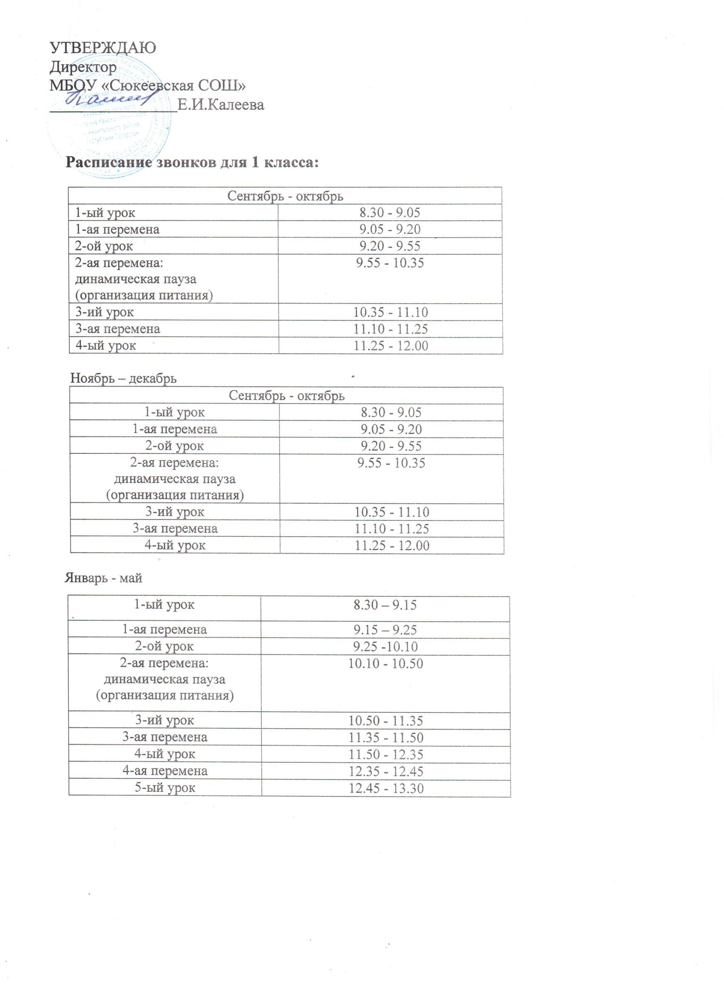 УТВЕРЖДАЮ
Директор
МБОУ «Сюкеевская СОШ»
Е.И.Калеева
Расписание звонков для 1 класса:
Сентябрь - октябрь
1-ый урок 8.30 - 9.05
1-ая перемена 9.05 - 9.20
2-ой урок 9.20 - 9.55
2-ая перемена: 9.55 - 10.35
динамическая пауза
(организация питания)
3-ий урок 10.35 - 11.10
3-ая перемена 11.10 - 11.25
4-ый урок 11.25 - 12.00
Ноябрь – декабрь
Сентябрь - октябрь
1-ый урок 8.30 - 9.05
1-ая перемена 9.05 - 9.20
2-ой урок 9.20 - 9.55
2-ая перемена: 9.55 - 10.35
динамическая пауза
(организация питания)
3-ий урок 10.35 - 11.10
3-ая перемена 11.10 - 11.25
4-ый урок 11.25 - 12.00
Январь - май
1-ый урок 8.30 – 9.15
1-ая перемена 9.15 – 9.25
2-ой урок 9.25 -10.10
2-ая перемена: 10.10 - 10.50
динамическая пауза
(организация питания)
3-ий урок 10.50 - 11.35
3-ая перемена 11.35 - 11.50
4-ый урок 11.50 - 12.35
4-ая перемена 12.35 - 12.45
5-ый урок 12.45 - 13.30